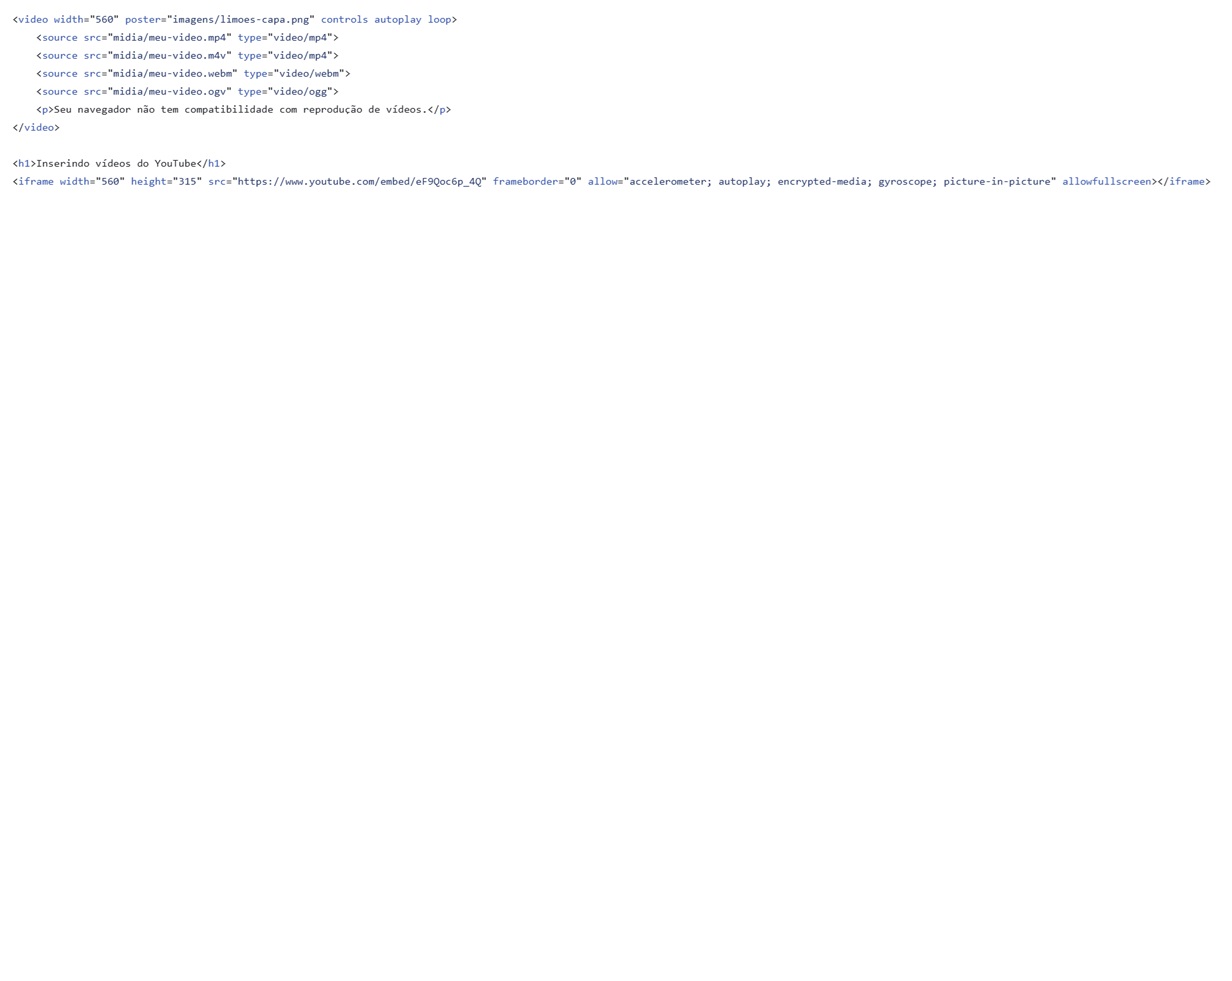 <video width="560" poster="imagens/limoes-capa.png" controls autoplay loop>
    <source src="midia/meu-video.mp4" type="video/mp4">
    <source src="midia/meu-video.m4v" type="video/mp4">
    <source src="midia/meu-video.webm" type="video/webm">
    <source src="midia/meu-video.ogv" type="video/ogg">
    <p>Seu navegador não tem compatibilidade com reprodução de vídeos.</p>
</video>

<h1>Inserindo vídeos do YouTube</h1>
<iframe width="560" height="315" src="https://www.youtube.com/embed/eF9Qoc6p_4Q" frameborder="0" allow="accelerometer; autoplay; encrypted-media; gyroscope; picture-in-picture" allowfullscreen></iframe>